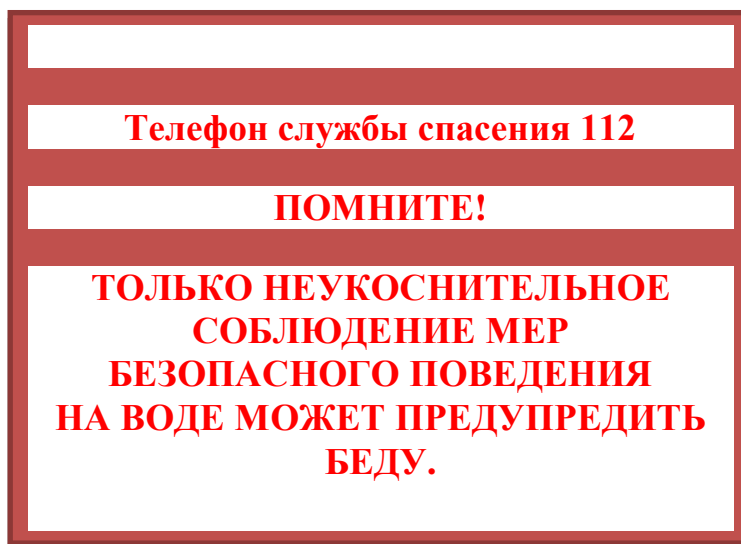 Телефон службы спасения 112
ПОМНИТЕ!
ТОЛЬКО НЕУКОСНИТЕЛЬНОЕ
СОБЛЮДЕНИЕ МЕР
БЕЗОПАСНОГО ПОВЕДЕНИЯ
НА ВОДЕ МОЖЕТ ПРЕДУПРЕДИТЬ
БЕДУ.